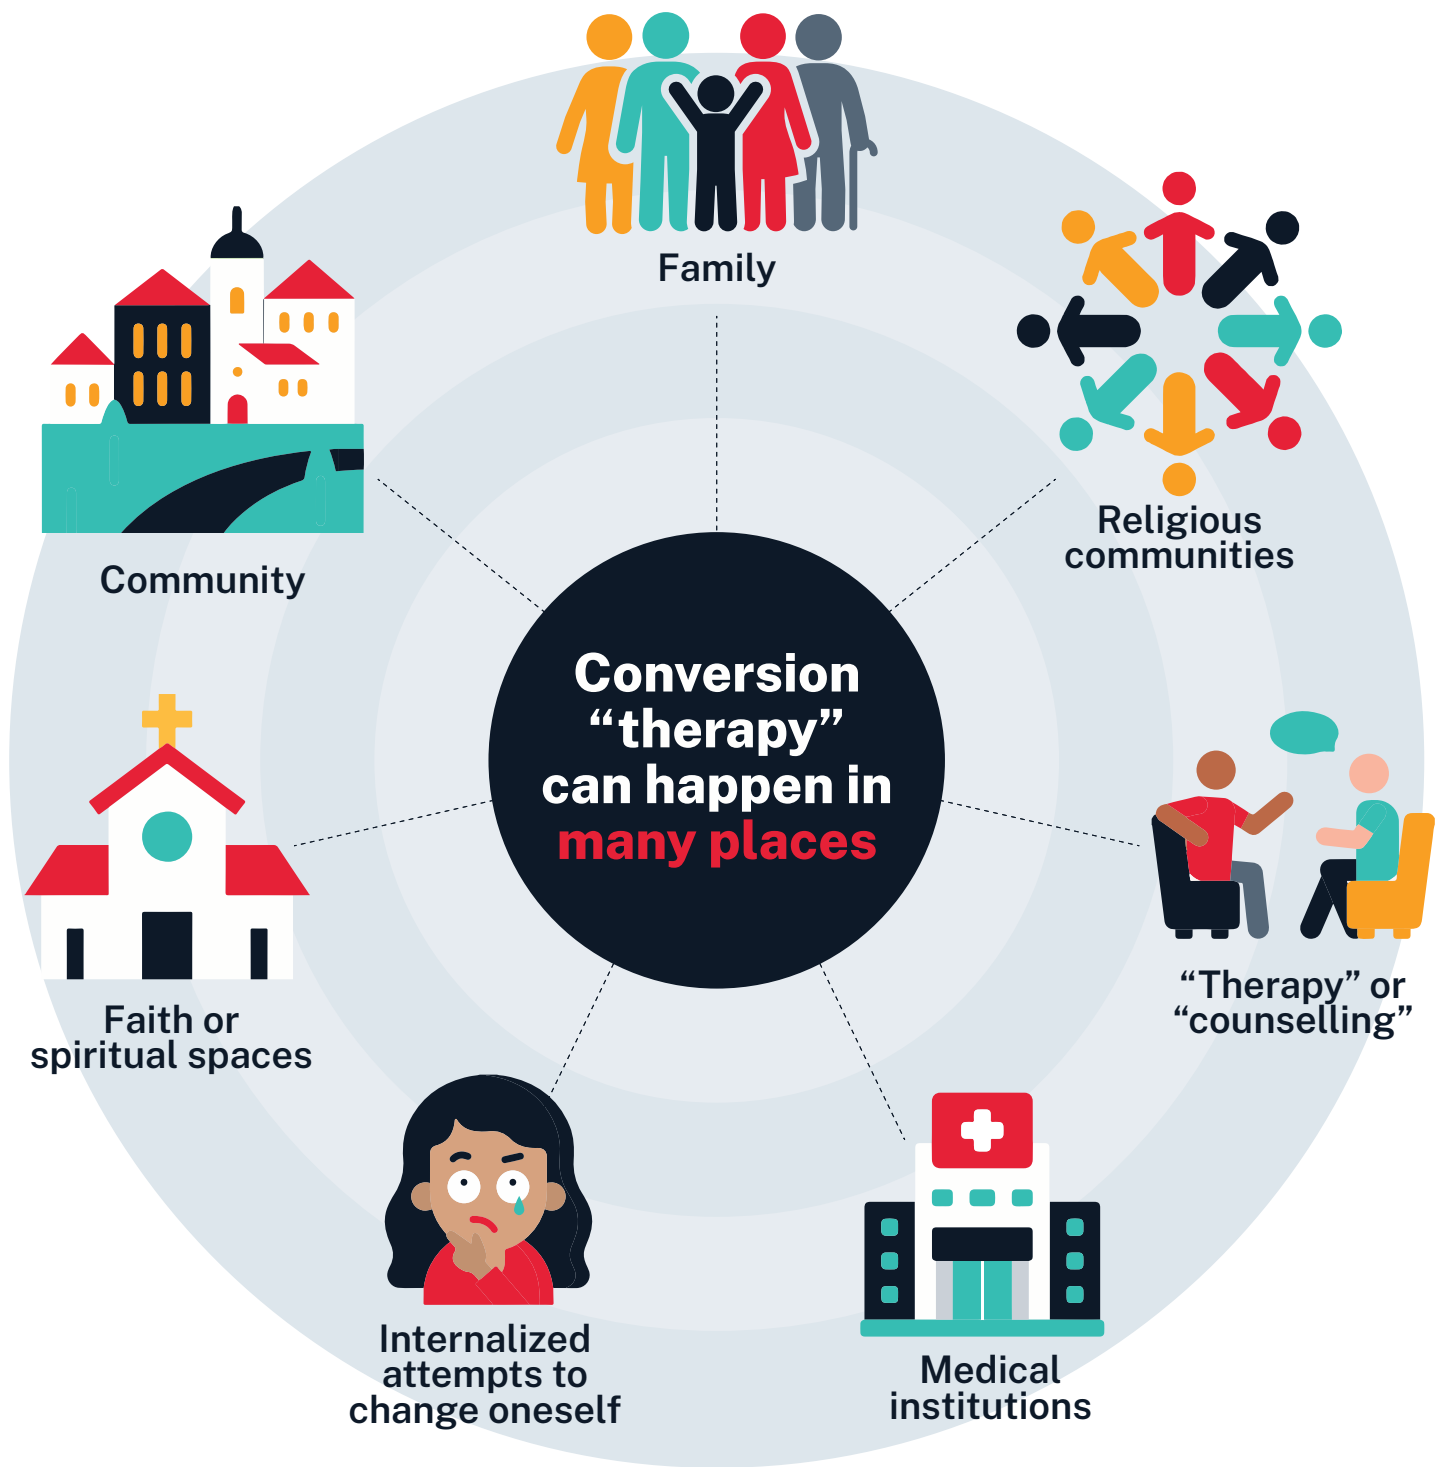 Family
Religious
communities
Community
Conversion
“therapy”
can happen in
many places
“Therapy” or
“counselling”
Faith or
spiritual spaces
Internalized
attempts to
change oneself
Medical
institutions